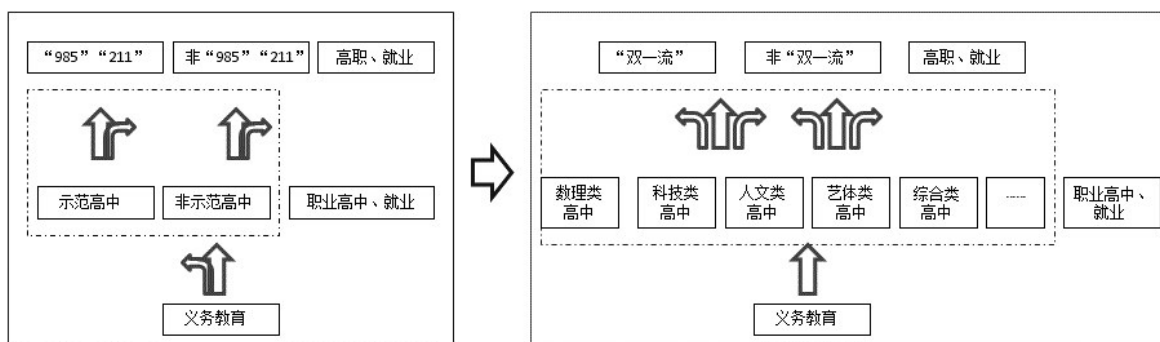 “985”“211”
非“985”“211”
高职、就业
示范高中
非示范高中
职业高中、就业
义务教育
“双一流”
非“双一流”
高职、就业
数理类
高中
科技类
高中
人文类
高中
艺体类
高中
综合类
高中
……
职业高中、
就业
义务教育